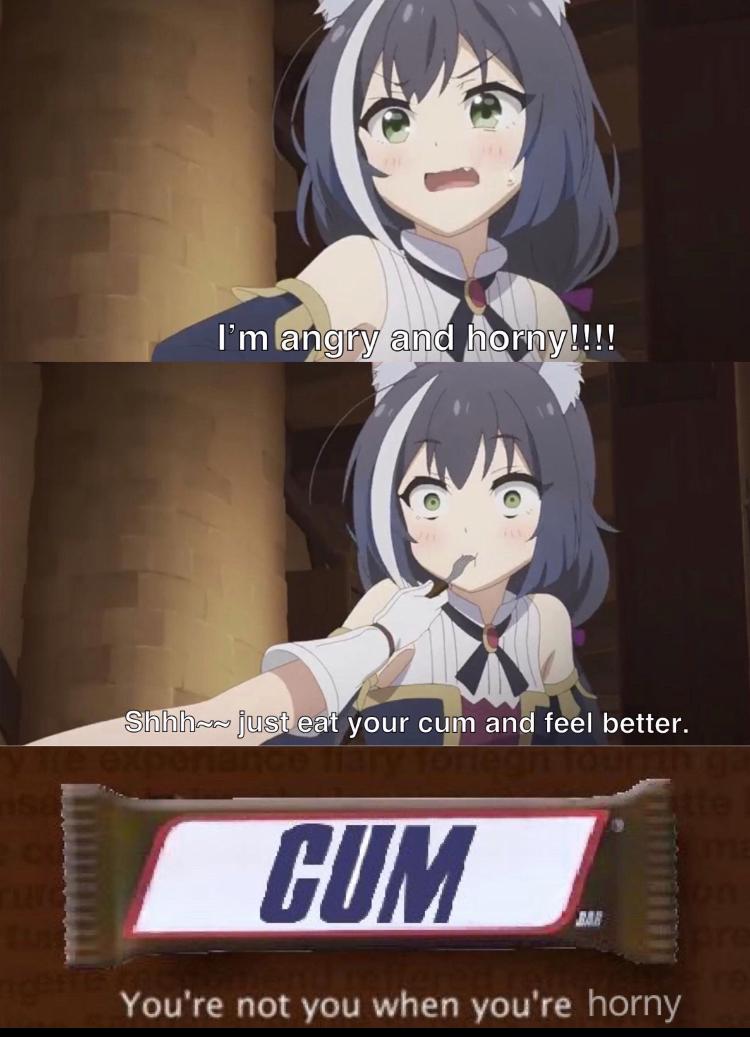 I'm angry and horny!!!!
Shhh~~ just eat your cum and feel better.
CUM
®
BAR
You're not you when you're horny